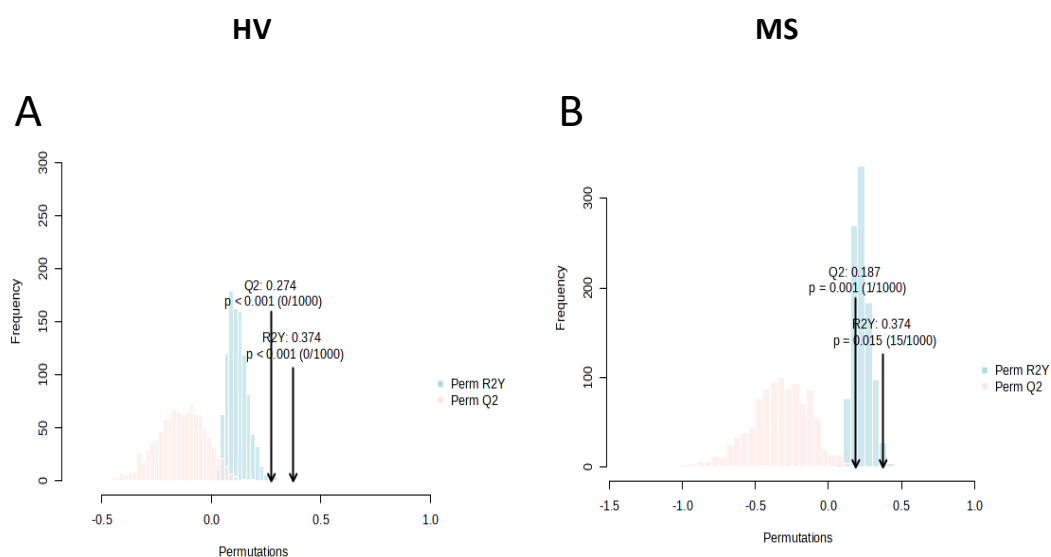 HV
MS
A
B
Frequency
300
250
200
150
100
50
0
Q2: 0.274
p < 0.001 (0/1000)
R2Y: 0.374
p < 0.001 (0/1000)
Perm R2Y
Perm Q2
-0.5
0.0
0.5
1.0
Permutations
Frequency
300
200
100
0
Q2: 0.187
p = 0.001 (1/1000)
R2Y: 0.374
p = 0.015 (15/1000)
Perm R2Y
Perm Q2
-1.5
-1.0
-0.5
0.0
0.5
1.0
Permutations